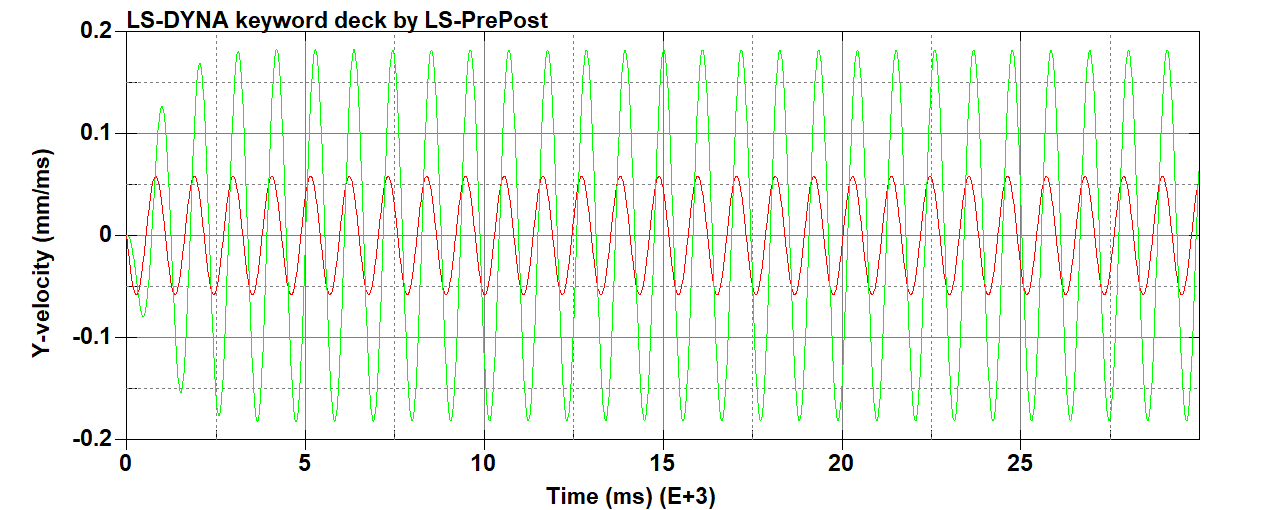 LS-DYNA keyword deck by LS-PrePost
0.2
0.1
0
-0.1
-0.2
Y-velocity (mm/ms)
0 5 10 15 20 25
Time (ms) (E+3)